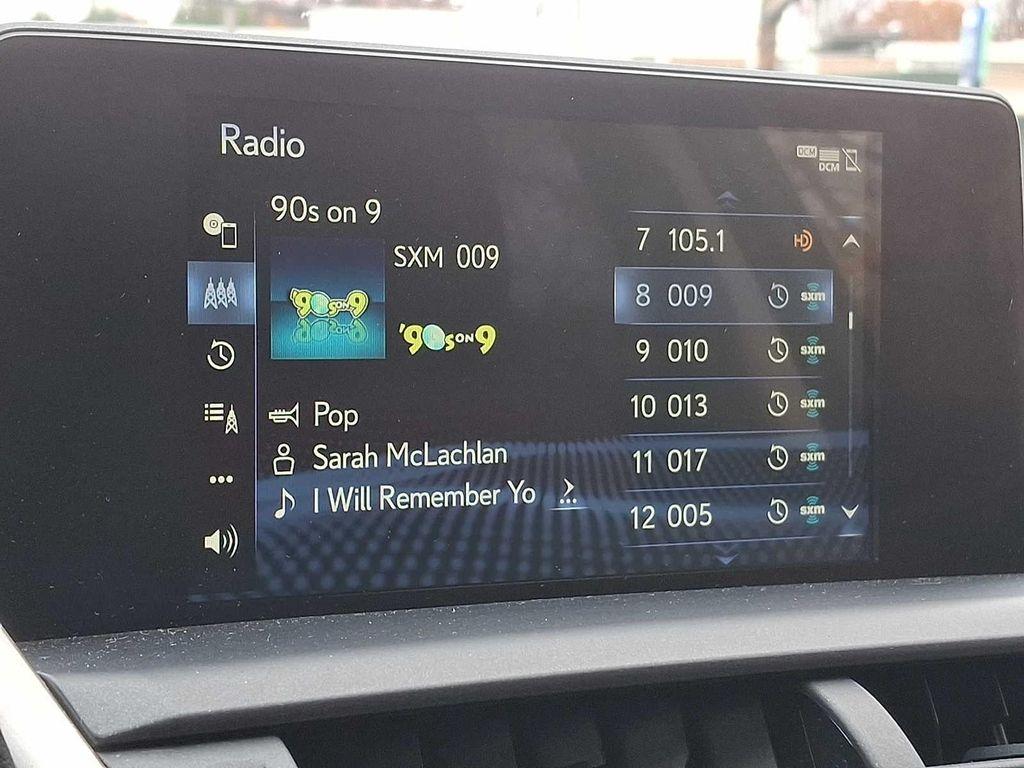 Radio
DCM
DCM
90s on 9
SXM 009
'90s ON 9
'90s ON 9
Pop
Sarah McLachlan
I Will Remember Yo
7 105.1 HD
8 009 sxm
9 010 sxm
10 013 sxm
11 017 sxm
12 005 sxm